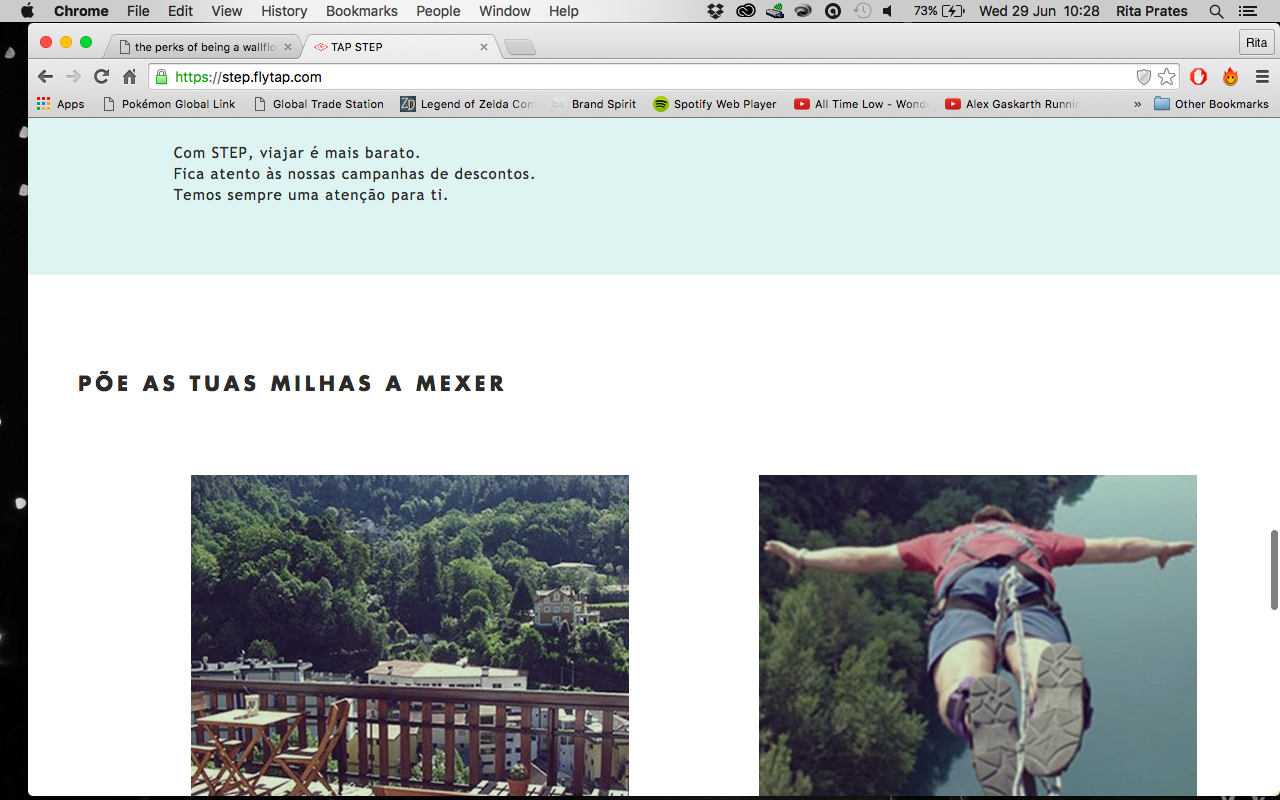 Chrome File Edit View History Bookmarks People Window Help 73% Wed 29 Jun 10:28 Rita Prates
the perks of being a wallflo TAP STEP Rita
https://step.flytap.com
Apps Pokémon Global Link Global Trade Station Legend of Zelda Com Brand Spirit Spotify Web Player All Time Low - Wond Alex Gaskarth Runnin » Other Bookmarks
Com STEP, viajar é mais barato.
Fica atento às nossas campanhas de descontos.
Temos sempre uma atenção para ti.
PÕE AS TUAS MILHAS A MEXER